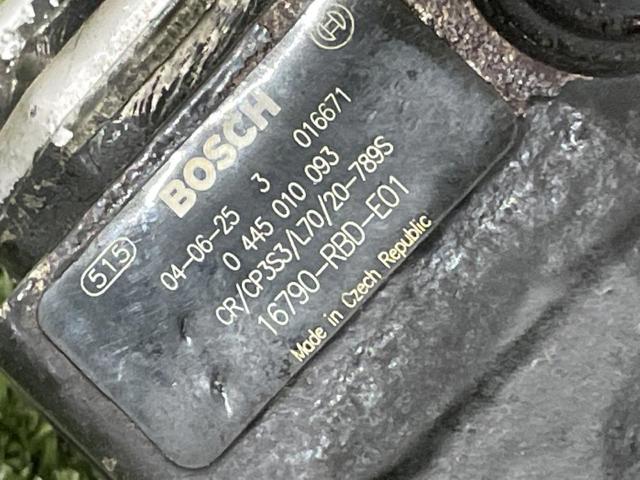 BOSCH
515
04-06-25 3 016671
0 445 010 093
CR/CP3S3/L70/20-789S
16790-RBD-E01
Made in Czech Republic